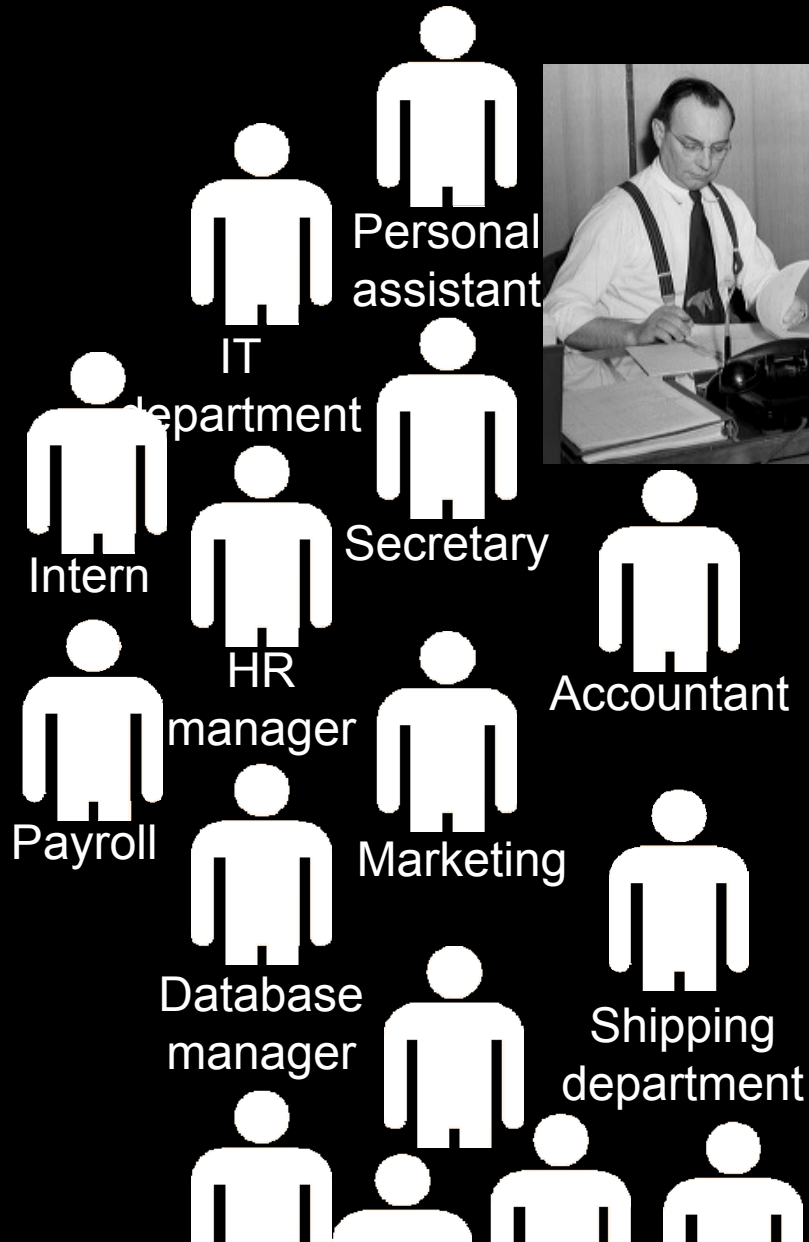 Personal
assistant
IT
department
Secretary
Intern
HR
manager
Accountant
Payroll
Marketing
Database
manager
Shipping
department